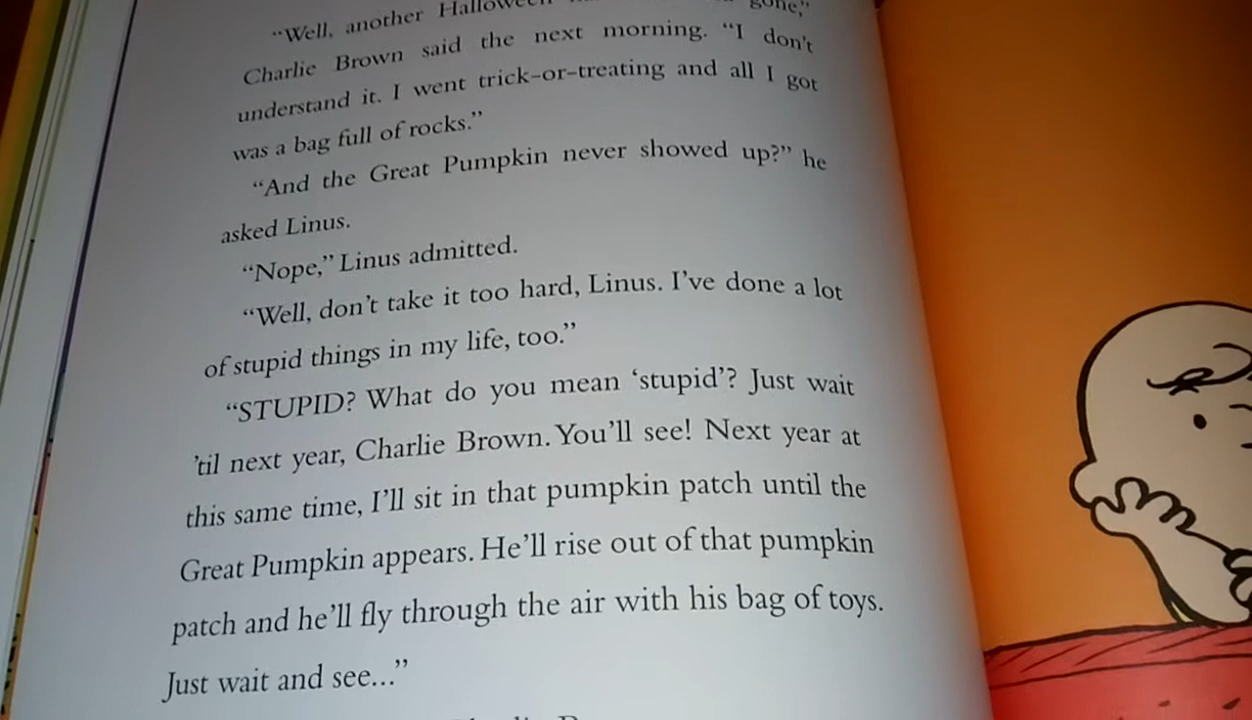 “Well, another Halloween gone,”
Charlie Brown said the next morning. “I don’t
understand it. I went trick-or-treating and all I got
was a bag full of rocks.”
“And the Great Pumpkin never showed up?” he
asked Linus.
“Nope,” Linus admitted.
“Well, don’t take it too hard, Linus. I’ve done a lot
of stupid things in my life, too.”
“STUPID? What do you mean ‘stupid’? Just wait
’til next year, Charlie Brown. You’ll see! Next year at
this same time, I’ll sit in that pumpkin patch until the
Great Pumpkin appears. He’ll rise out of that pumpkin
patch and he’ll fly through the air with his bag of toys.
Just wait and see...”